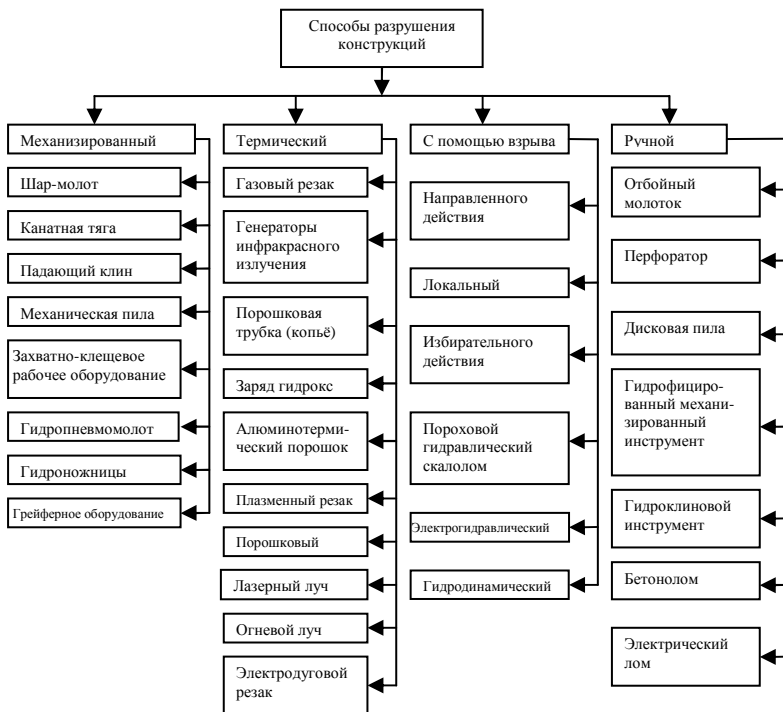 Способы разрушения
конструкций
Механизированный
Шар-молот
Канатная тяга
Падающий клин
Механическая пила
Захватно-клещевое
рабочее оборудование
Гидропневмомолот
Гидроножницы
Грейферное оборудование
Термический
Газовый резак
Генераторы
инфракрасного
излучения
Порошковая
трубка (копьё)
Заряд гидрокс
Алюминотерми-
ческий порошок
Плазменный резак
Порошковый
Лазерный луч
Огневой луч
Электродуговой
резак
С помощью взрыва
Направленного
действия
Локальный
Избирательного
действия
Пороховой
гидравлический
скалолом
Электрогидравлический
Гидродинамический
Ручной
Отбойный
молоток
Перфоратор
Дисковая пила
Гидрофициро-
ванный механи-
зированный
инструмент
Гидроклиновой
инструмент
Бетонолом
Электрический
лом